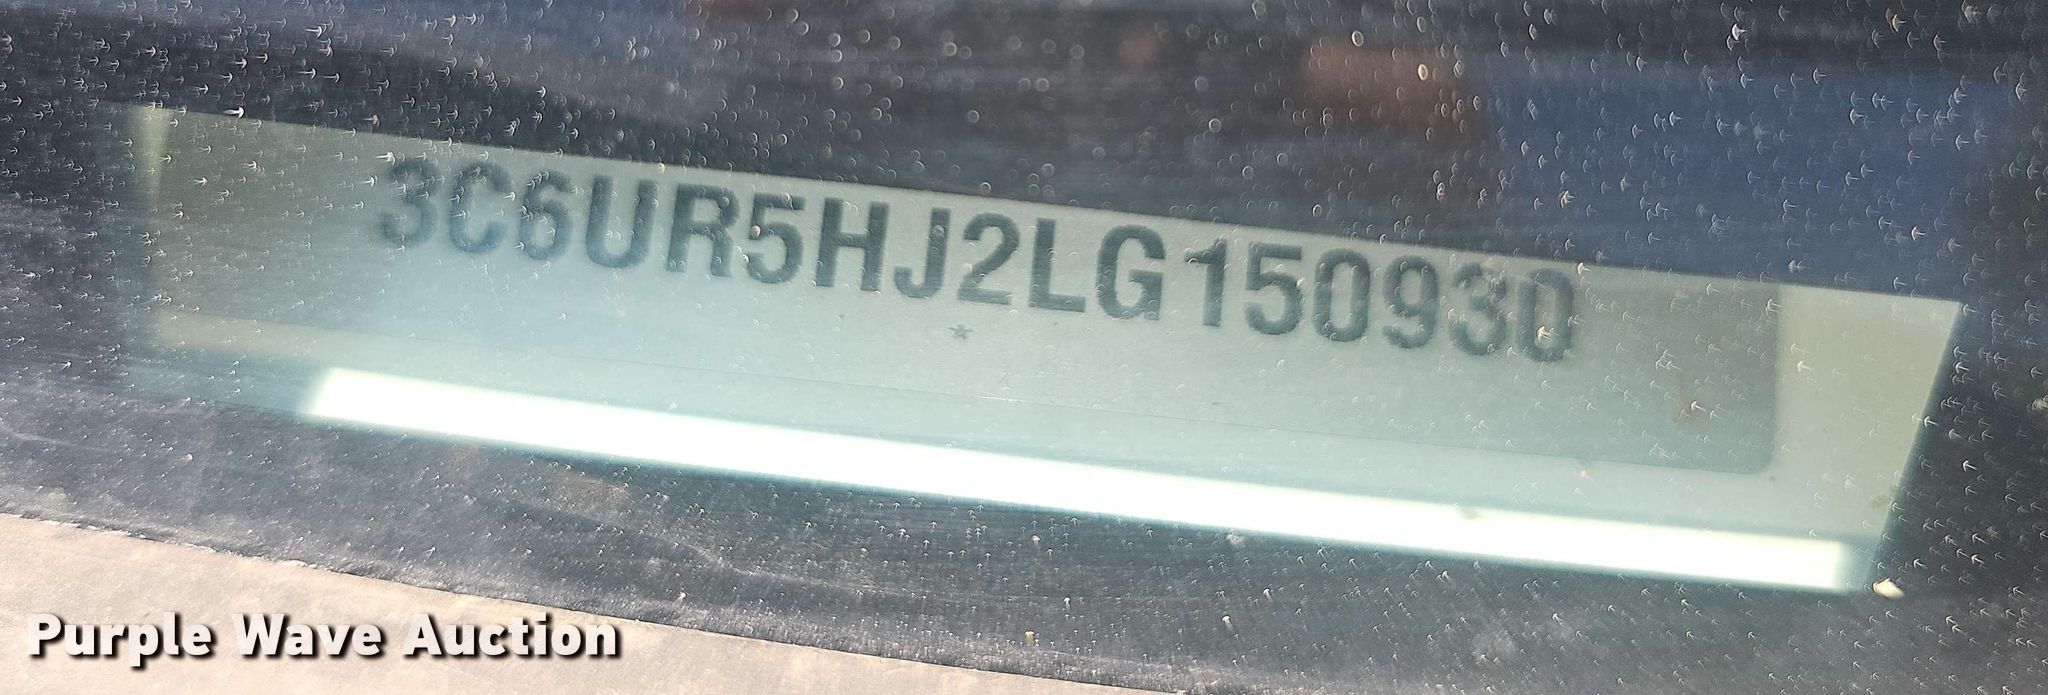 3C6UR5HJ2LG150930
*
Purple Wave Auction